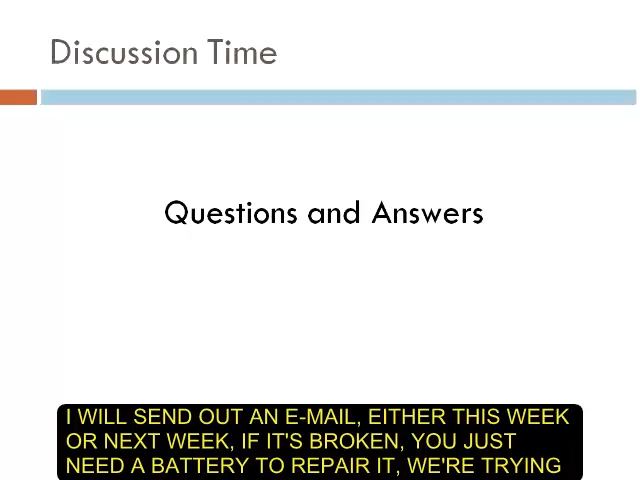 Discussion Time
Questions and Answers
I WILL SEND OUT AN E-MAIL, EITHER THIS WEEK
OR NEXT WEEK, IF IT'S BROKEN, YOU JUST
NEED A BATTERY TO REPAIR IT, WE'RE TRYING